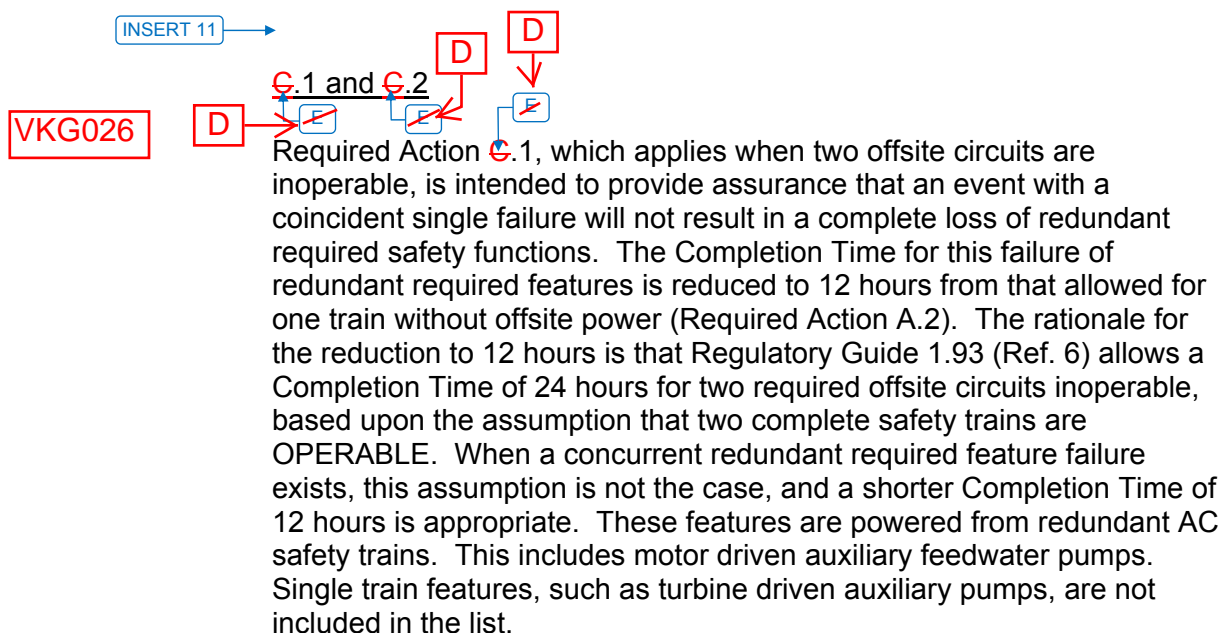 INSERT 11
D
D
C.1 and C.2
E
E
E
VKG026
D
Required Action C.1, which applies when two offsite circuits are
inoperable, is intended to provide assurance that an event with a
coincident single failure will not result in a complete loss of redundant
required safety functions.  The Completion Time for this failure of
redundant required features is reduced to 12 hours from that allowed for
one train without offsite power (Required Action A.2).  The rationale for
the reduction to 12 hours is that Regulatory Guide 1.93 (Ref. 6) allows a
Completion Time of 24 hours for two required offsite circuits inoperable,
based upon the assumption that two complete safety trains are
OPERABLE.  When a concurrent redundant required feature failure
exists, this assumption is not the case, and a shorter Completion Time of
12 hours is appropriate.  These features are powered from redundant AC
safety trains.  This includes motor driven auxiliary feedwater pumps.
Single train features, such as turbine driven auxiliary pumps, are not
included in the list.